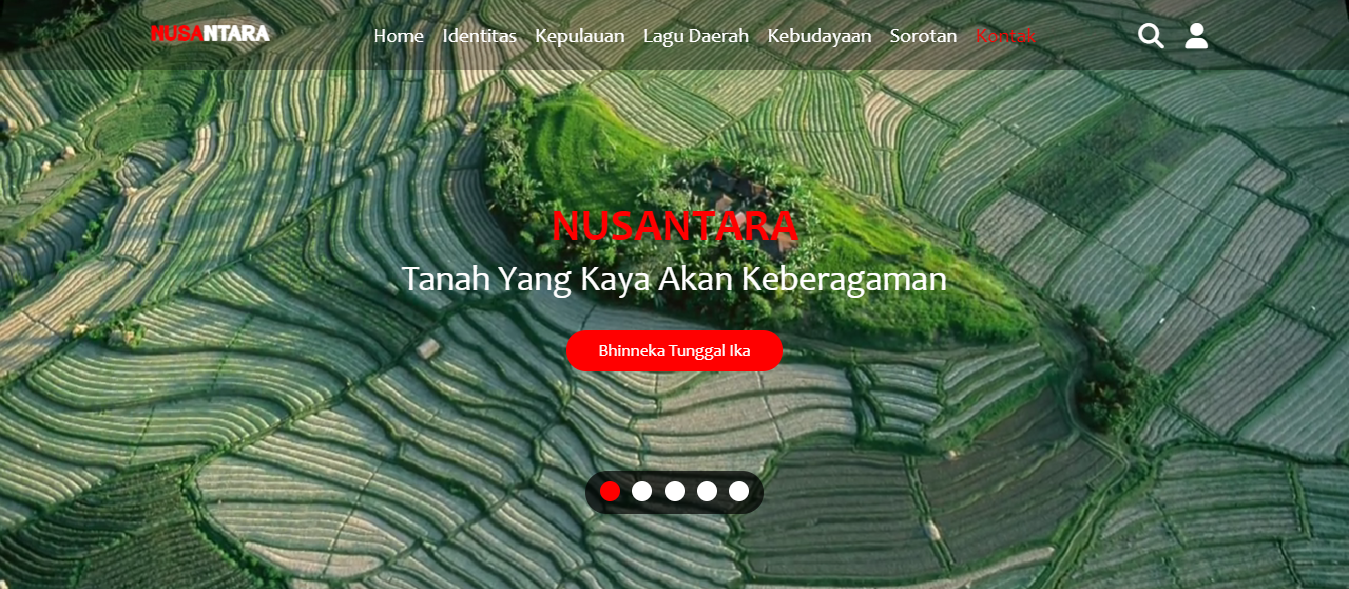 NUSANTARA
Home Identitas Kepulauan Lagu Daerah Kebudayaan Sorotan Kontak
NUSANTARA
Tanah Yang Kaya Akan Keberagaman
Bhinneka Tunggal Ika